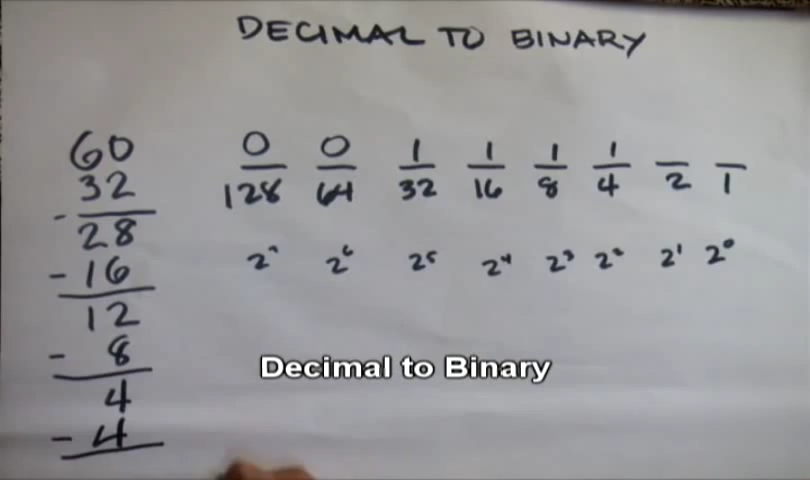 DECIMAL TO BINARY
60 0 0 1 1 1 1
32 128 64 32 16 8 4 2 1
-
28 2⁷ 2⁶ 2⁵ 2⁴ 2³ 2² 2¹ 2⁰
- 16
12
- 8
Decimal to Binary
4
- 4